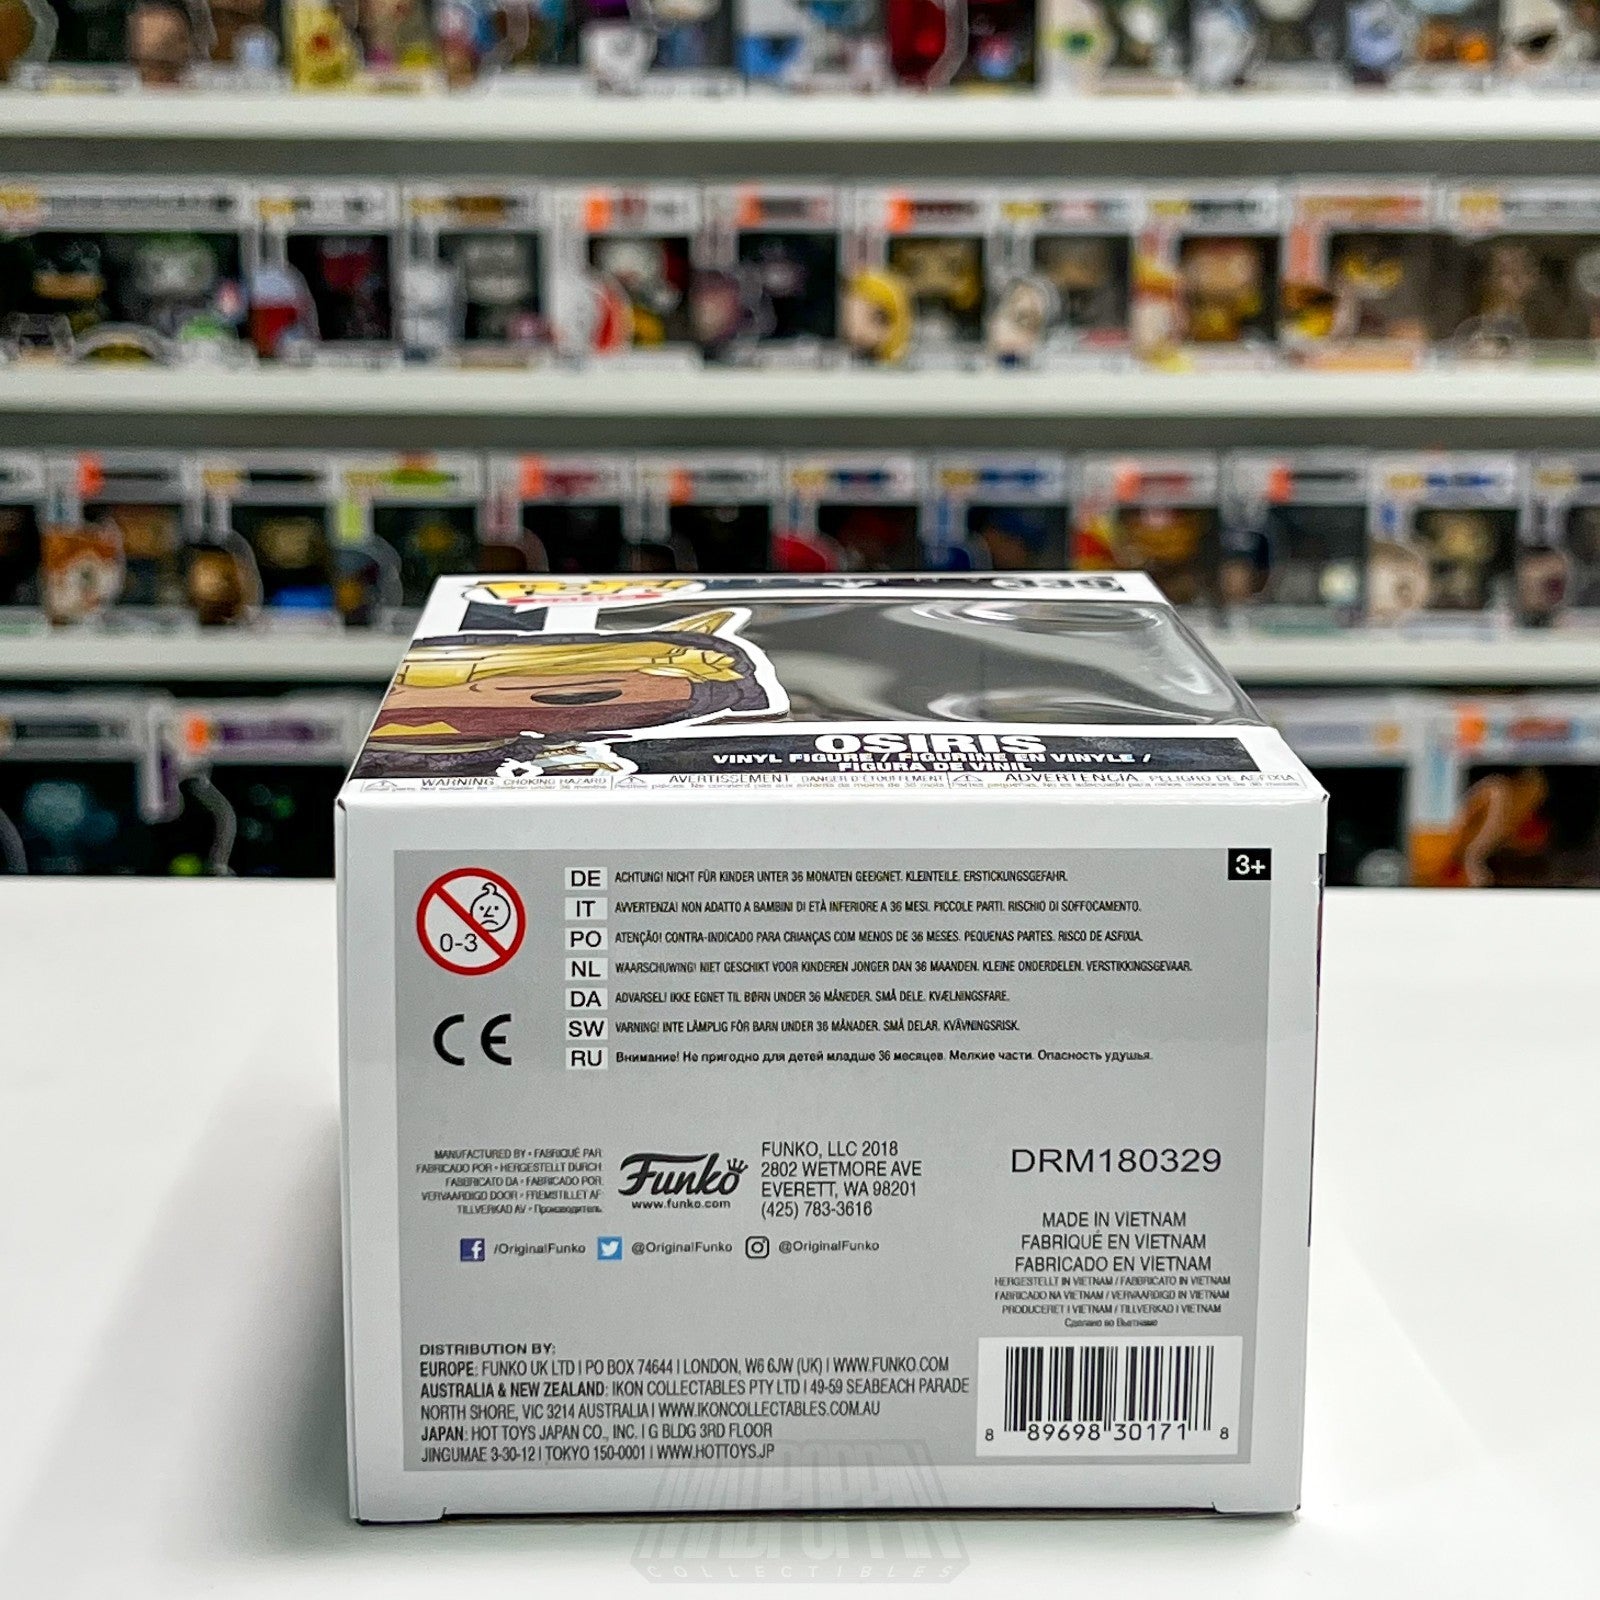 POP!
GAMES
DESTINY
336
OSIRIS
VINYL FIGURE / FIGURINE EN VINYLE /
FIGURA DE VINIL
WARNING: CHOKING HAZARD AVERTISSEMENT: DANGER D'ÉTOUFFEMENT ADVERTENCIA: PELIGRO DE ASFIXIA
3+
0-3
CE
DE ACHTUNG! NICHT FÜR KINDER UNTER 36 MONATEN GEEIGNET. KLEINTEILE. ERSTICKUNGSGEFAHR.
IT AVVERTENZA! NON ADATTO A BAMBINI DI ETÀ INFERIORE A 36 MESI. PICCOLE PARTI. RISCHIO DI SOFFOCAMENTO.
PO ATENÇÃO! CONTRA-INDICADO PARA CRIANÇAS COM MENOS DE 36 MESES. PEQUENAS PARTES. RISCO DE ASFIXIA.
NL WAARSCHUWING! NIET GESCHIKT VOOR KINDEREN JONGER DAN 36 MAANDEN. KLEINE ONDERDELEN. VERSTIKKINGSGEVAAR.
DA ADVARSEL! IKKE EGNET TIL BØRN UNDER 36 MÅNEDER. SMÅ DELE. KVÆLNINGSFARE.
SW VARNING! INTE LÄMPLIG FÖR BARN UNDER 36 MÅNADER. SMÅ DELAR. KVÄVNINGSRISK.
RU Внимание! Не пригодно для детей младше 36 месяцев. Мелкие части. Опасность удушья.
MANUFACTURED BY • FABRIQUÉ PAR
FABRICADO POR • HERGESTELLT DURCH
FABBRICATO DA • FABRICADO POR
VERVAARDIGD DOOR • FREMSTILLET AF
TILLVERKAD AV • Производитель
Funko
www.funko.com
FUNKO, LLC 2018
2802 WETMORE AVE
EVERETT, WA 98201
(425) 783-3616
/OriginalFunko @OriginalFunko @OriginalFunko
DRM180329
MADE IN VIETNAM
FABRIQUÉ EN VIETNAM
FABRICADO EN VIETNAM
HERGESTELLT IN VIETNAM / FABBRICATO IN VIETNAM
FABRICADO NA VIETNAM / VERVAARDIGD IN VIETNAM
PRODUCERET I VIETNAM / TILLVERKAD I VIETNAM
Сделано во Вьетнаме
DISTRIBUTION BY:
EUROPE: FUNKO UK LTD | PO BOX 74644 | LONDON, W6 6JW (UK) | WWW.FUNKO.COM
AUSTRALIA & NEW ZEALAND: IKON COLLECTABLES PTY LTD | 49-59 SEABEACH PARADE
NORTH SHORE, VIC 3214 AUSTRALIA | WWW.IKONCOLLECTABLES.COM.AU
JAPAN: HOT TOYS JAPAN CO., INC. | G BLDG 3RD FLOOR
JINGUMAE 3-30-12 | TOKYO 150-0001 | WWW.HOTTOYS.JP
8 89698 30171 8
COLLECTIBLES